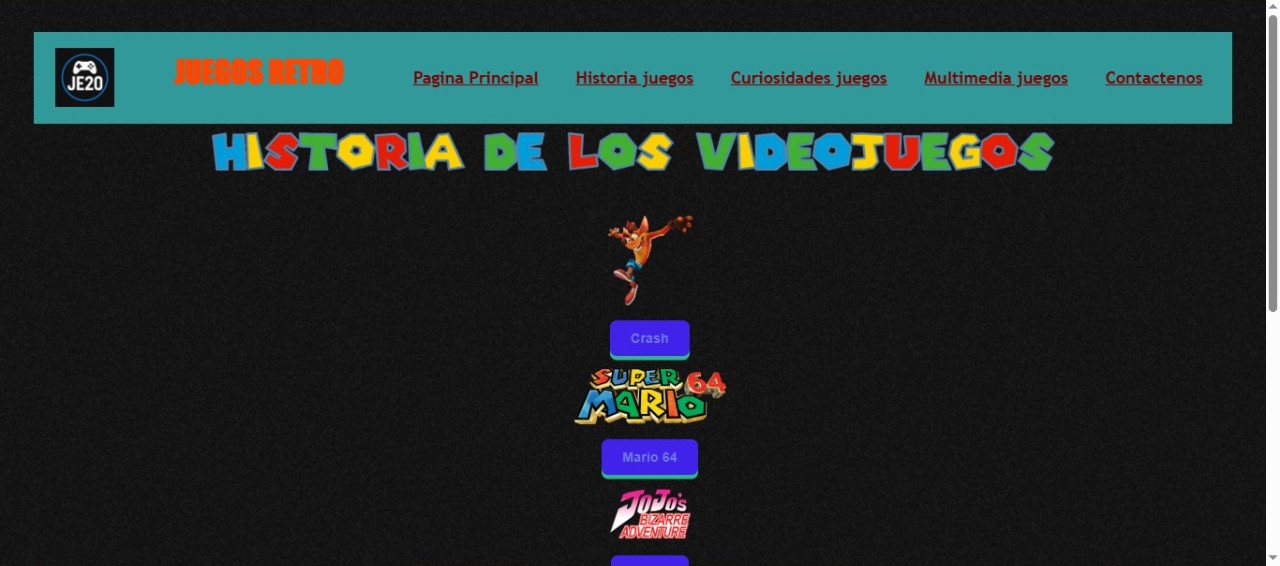 JE20
JUEGOS RETRO
Pagina Principal
Historia juegos
Curiosidades juegos
Multimedia juegos
Contactenos
HISTORIA DE LOS VIDEOJUEGOS
Crash
SUPER
MARIO 64
Mario 64
JOJO'S
BIZARRE
ADVENTURE